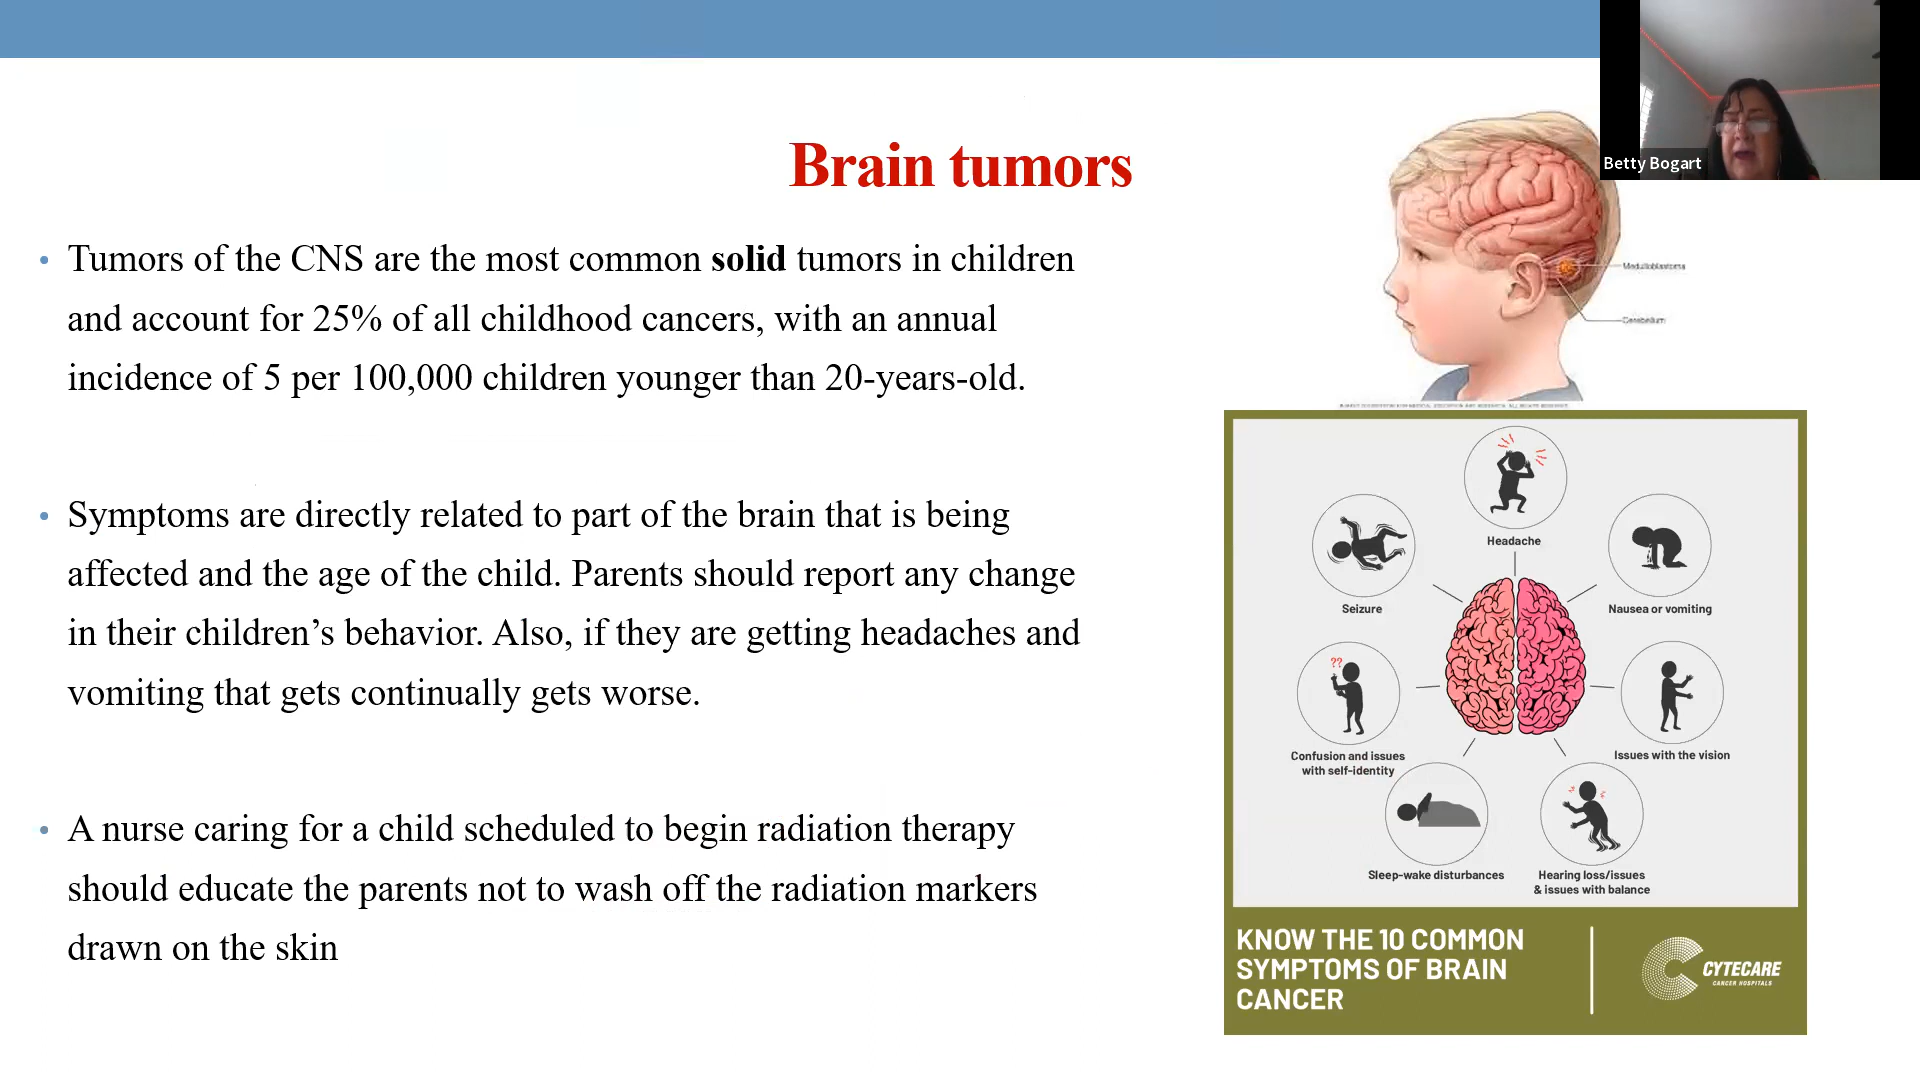 Betty Bogart
Brain tumors
• Tumors of the CNS are the most common solid tumors in children
and account for 25% of all childhood cancers, with an annual
incidence of 5 per 100,000 children younger than 20-years-old.
• Symptoms are directly related to part of the brain that is being
affected and the age of the child. Parents should report any change
in their children’s behavior. Also, if they are getting headaches and
vomiting that gets continually gets worse.
• A nurse caring for a child scheduled to begin radiation therapy
should educate the parents not to wash off the radiation markers
drawn on the skin
Medulloblastoma
Cerebellum
Headache
Seizure
Nausea or vomiting
Confusion and issues
with self-identity
Issues with the vision
Sleep-wake disturbances
Hearing loss/issues
& issues with balance
KNOW THE 10 COMMON
SYMPTOMS OF BRAIN
CANCER
CYTECARE
CANCER HOSPITALS